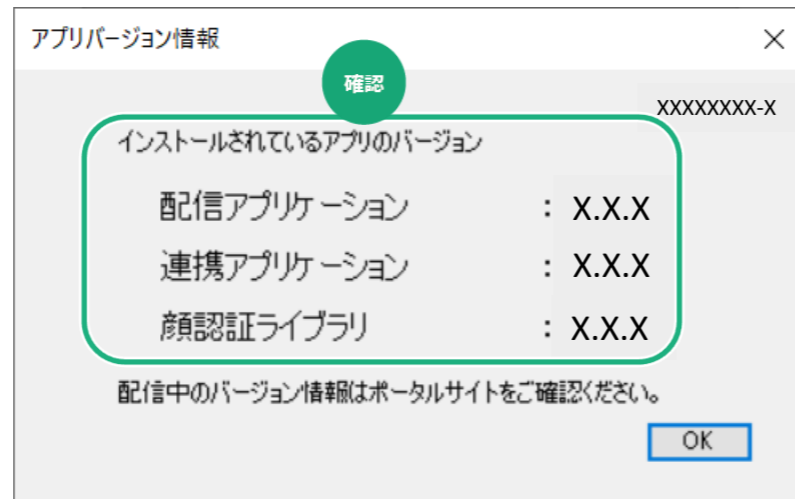 アプリバージョン情報
確認
XXXXXXXX-X
インストールされているアプリのバージョン
配信アプリケーション : X.X.X
連携アプリケーション : X.X.X
顔認証ライブラリ : X.X.X
配信中のバージョン情報はポータルサイトをご確認ください。
OK